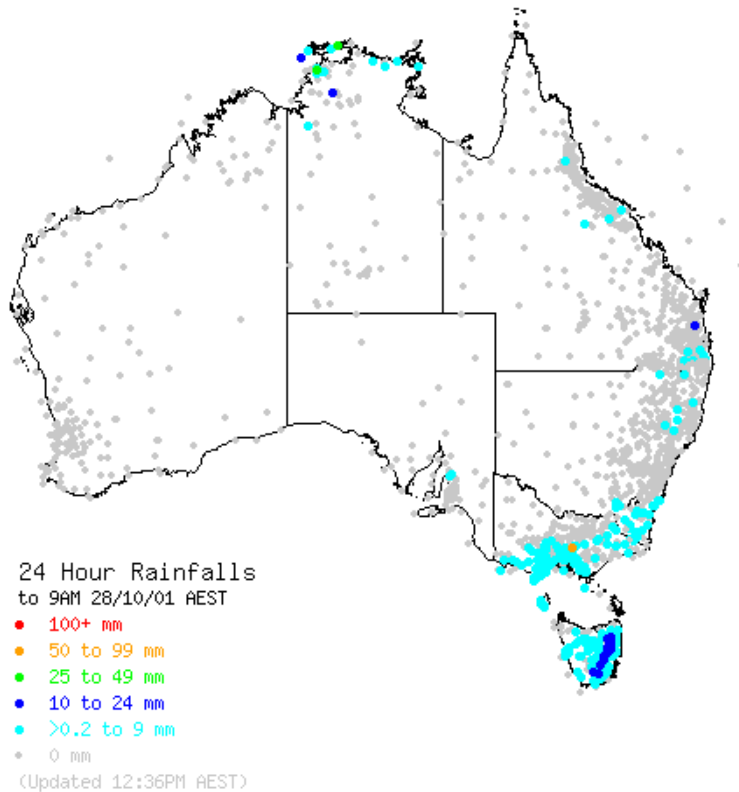 24 Hour Rainfalls
to 9AM 28/10/01 AEST
100+ mm
50 to 99 mm
25 to 49 mm
10 to 24 mm
>0.2 to 9 mm
0 mm
(Updated 12:36PM AEST)